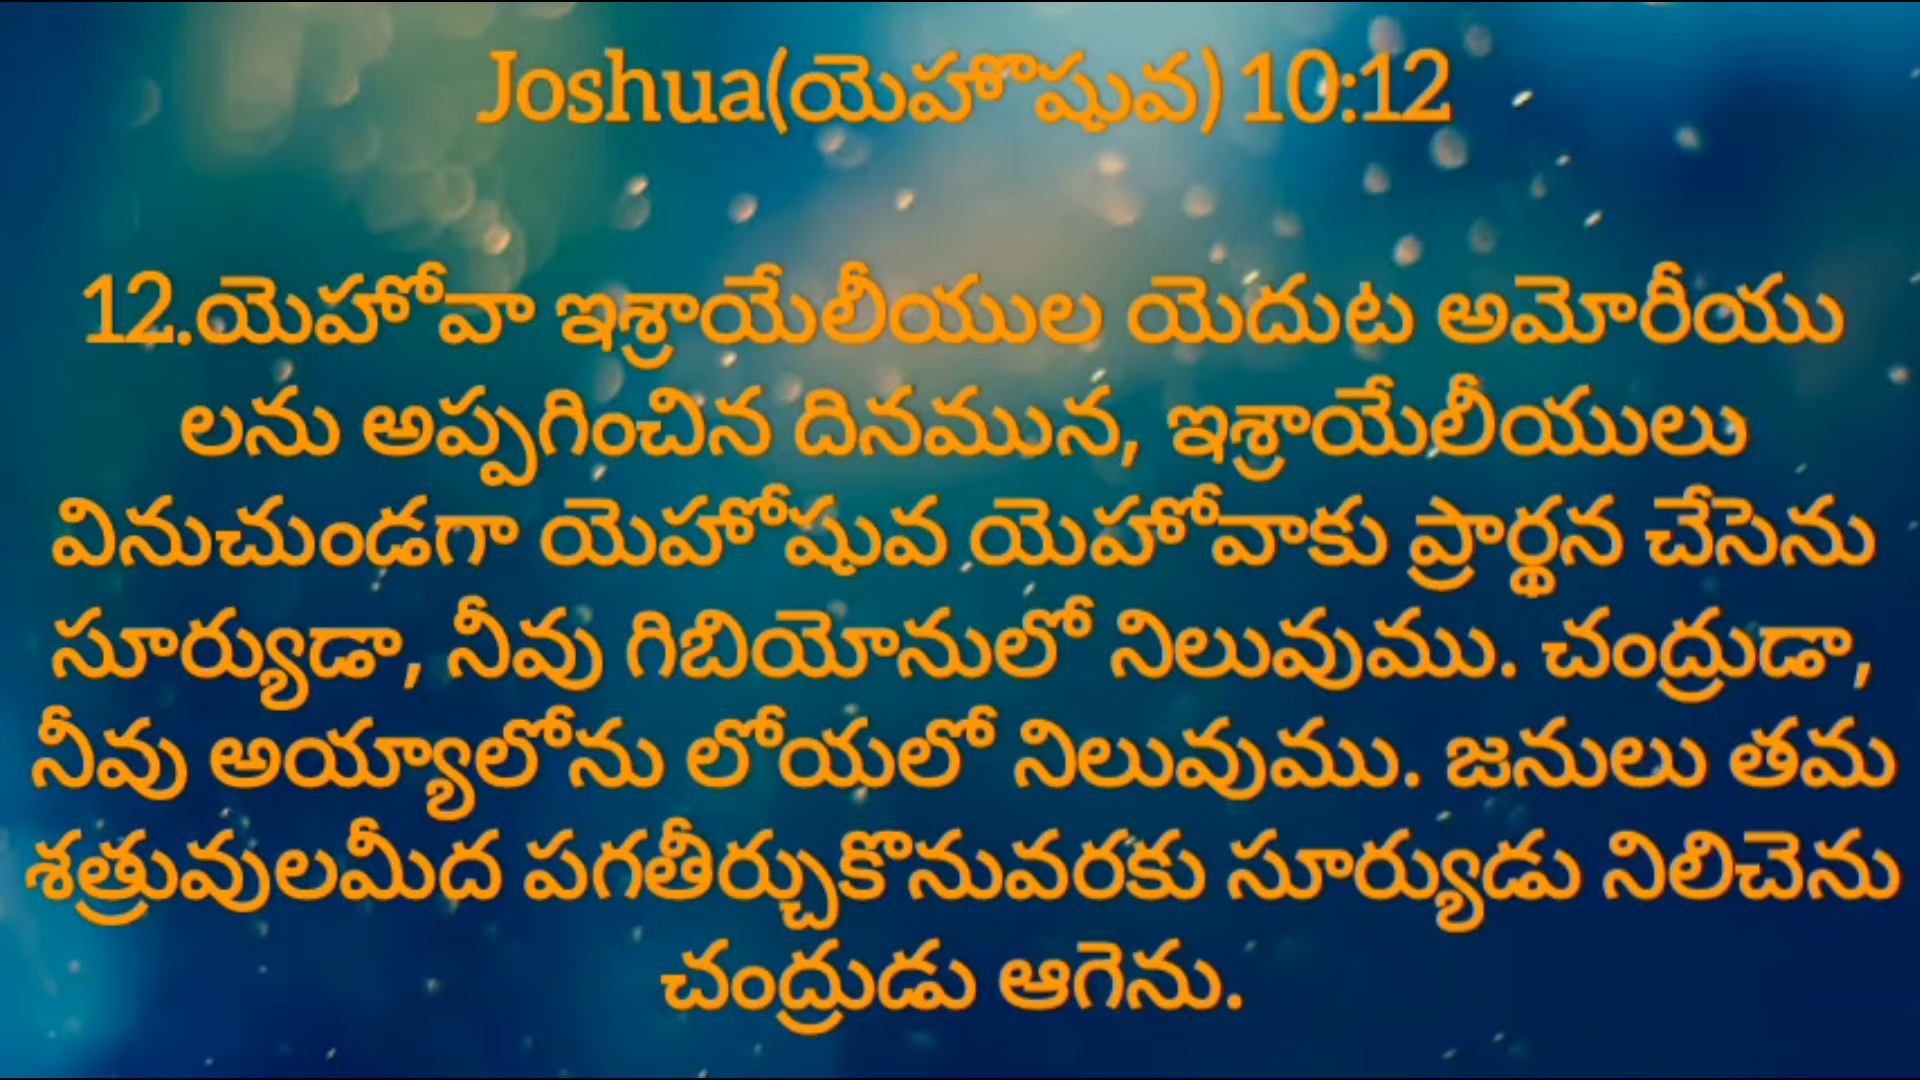 Joshua(యెహొషువ) 10:12
12.యెహోవా ఇశ్రాయేలీయుల యెదుట అమోరీయు
లను అప్పగించిన దినమున, ఇశ్రాయేలీయులు
వినుచుండగా యెహోషువ యెహోవాకు ప్రార్థన చేసెను
సూర్యుడా, నీవు గిబియోనులో నిలువుము. చంద్రుడా,
నీవు అయ్యాలోను లోయలో నిలువుము. జనులు తమ
శత్రువులమీద పగతీర్చుకొనువరకు సూర్యుడు నిలిచెను
చంద్రుడు ఆగెను.